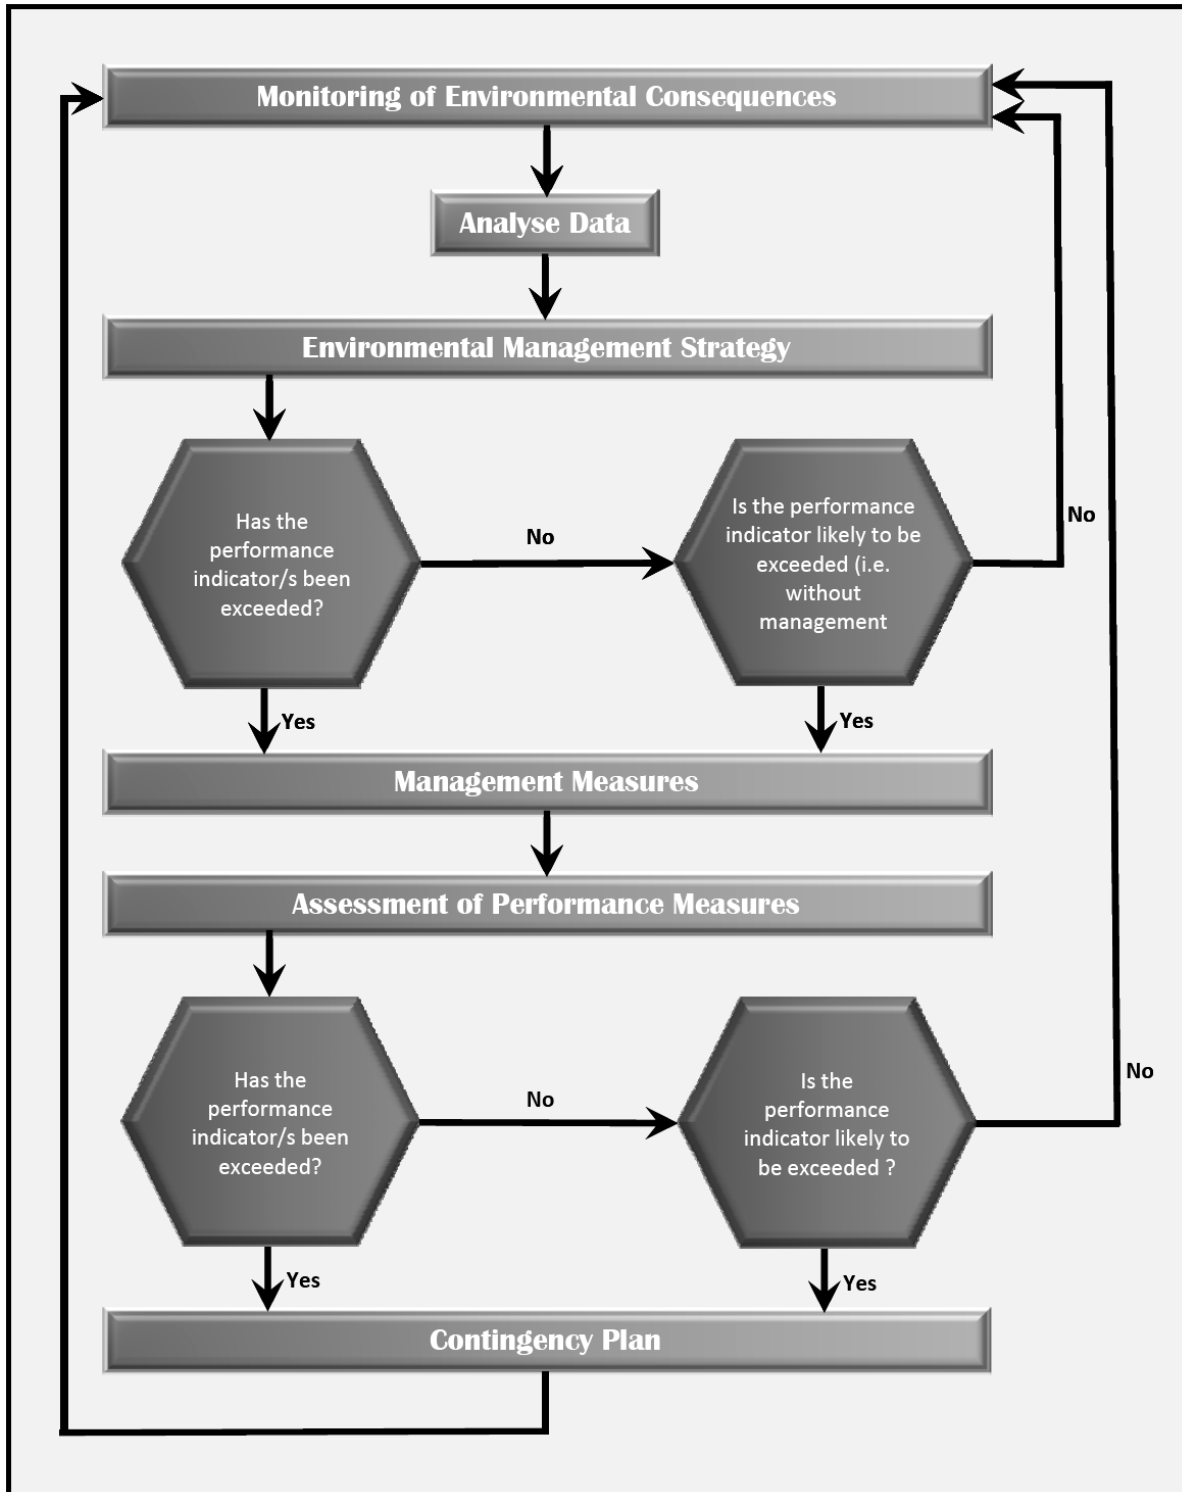 Monitoring of Environmental Consequences
Analyse Data
Environmental Management Strategy
Has the
performance
indicator/s been
exceeded?
No
Is the performance
indicator likely to be
exceeded (i.e.
without
management
No
Yes
Yes
Management Measures
Assessment of Performance Measures
Has the
performance
indicator/s been
exceeded?
No
Is the
performance
indicator likely to
be exceeded ?
No
Yes
Yes
Contingency Plan